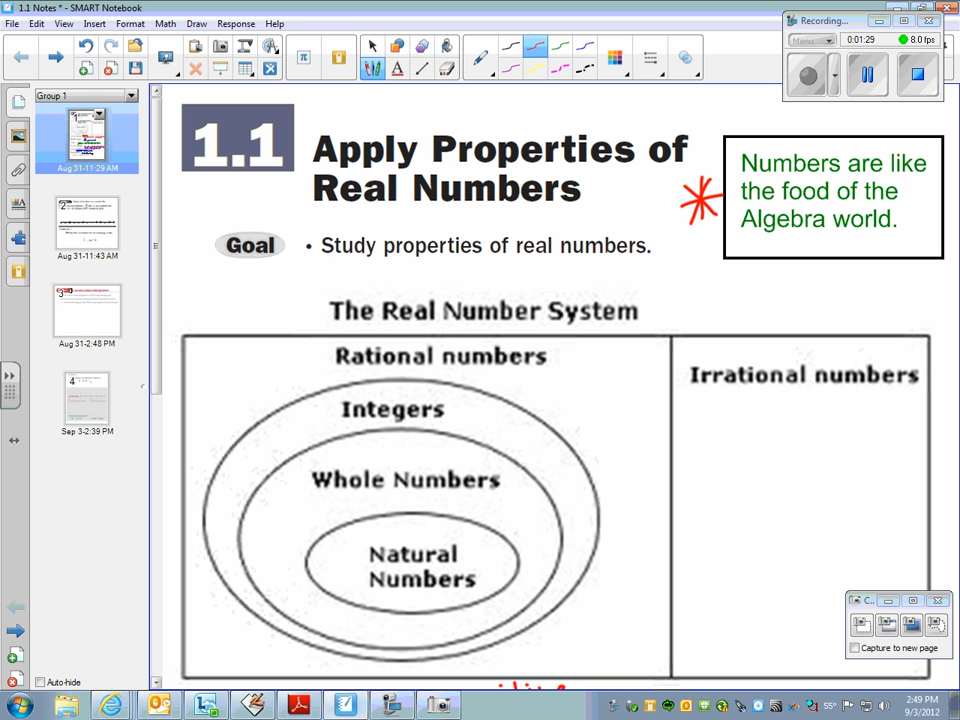 1.1 Notes * - SMART Notebook
File Edit View Insert Format Math Draw Response Help
Recording...
Menu
0:01:29
8.0 fps
Group 1
Aug 31-11:29 AM
Aug 31-11:43 AM
Aug 31-2:48 PM
Sep 3-2:39 PM
Auto-hide
1.1 Apply Properties of
Real Numbers
Goal • Study properties of real numbers.
Numbers are like
the food of the
Algebra world.
The Real Number System
Rational numbers
Irrational numbers
Integers
Whole Numbers
Natural
Numbers
C..
Capture to new page
55°
2:49 PM
9/3/2012